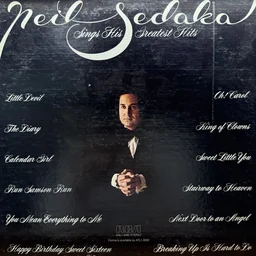 Neil Sedaka
Sings His Greatest Hits
Little Devil
Oh! Carol
The Diary
King of Clowns
Calendar Girl
Sweet Little You
Run Samson Run
Stairway to Heaven
You Mean Everything to Me
Next Door to an Angel
RCA
Happy Birthday Sweet Sixteen
Breaking Up Is Hard to Do